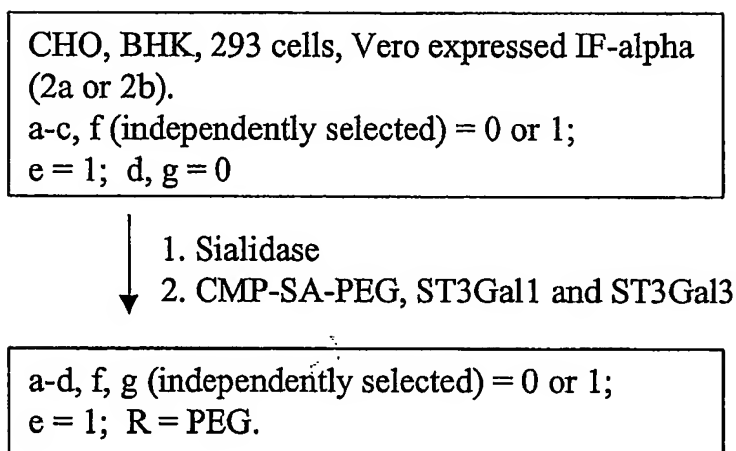 CHO, BHK, 293 cells, Vero expressed IF-alpha
(2a or 2b).
a-c, f (independently selected) = 0 or 1;
e = 1; d, g = 0
1. Sialidase
2. CMP-SA-PEG, ST3Gal1 and ST3Gal3
a-d, f, g (independently selected) = 0 or 1;
e = 1; R = PEG.